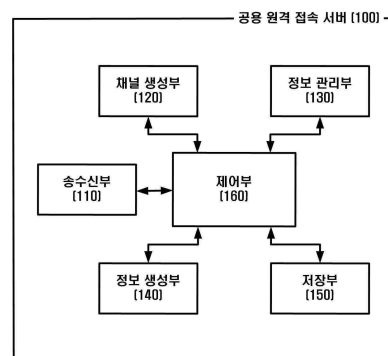 공용 원격 접속 서버 (100)
채널 생성부
(120)
정보 관리부
(130)
송수신부
(110)
제어부
(160)
정보 생성부
(140)
저장부
(150)